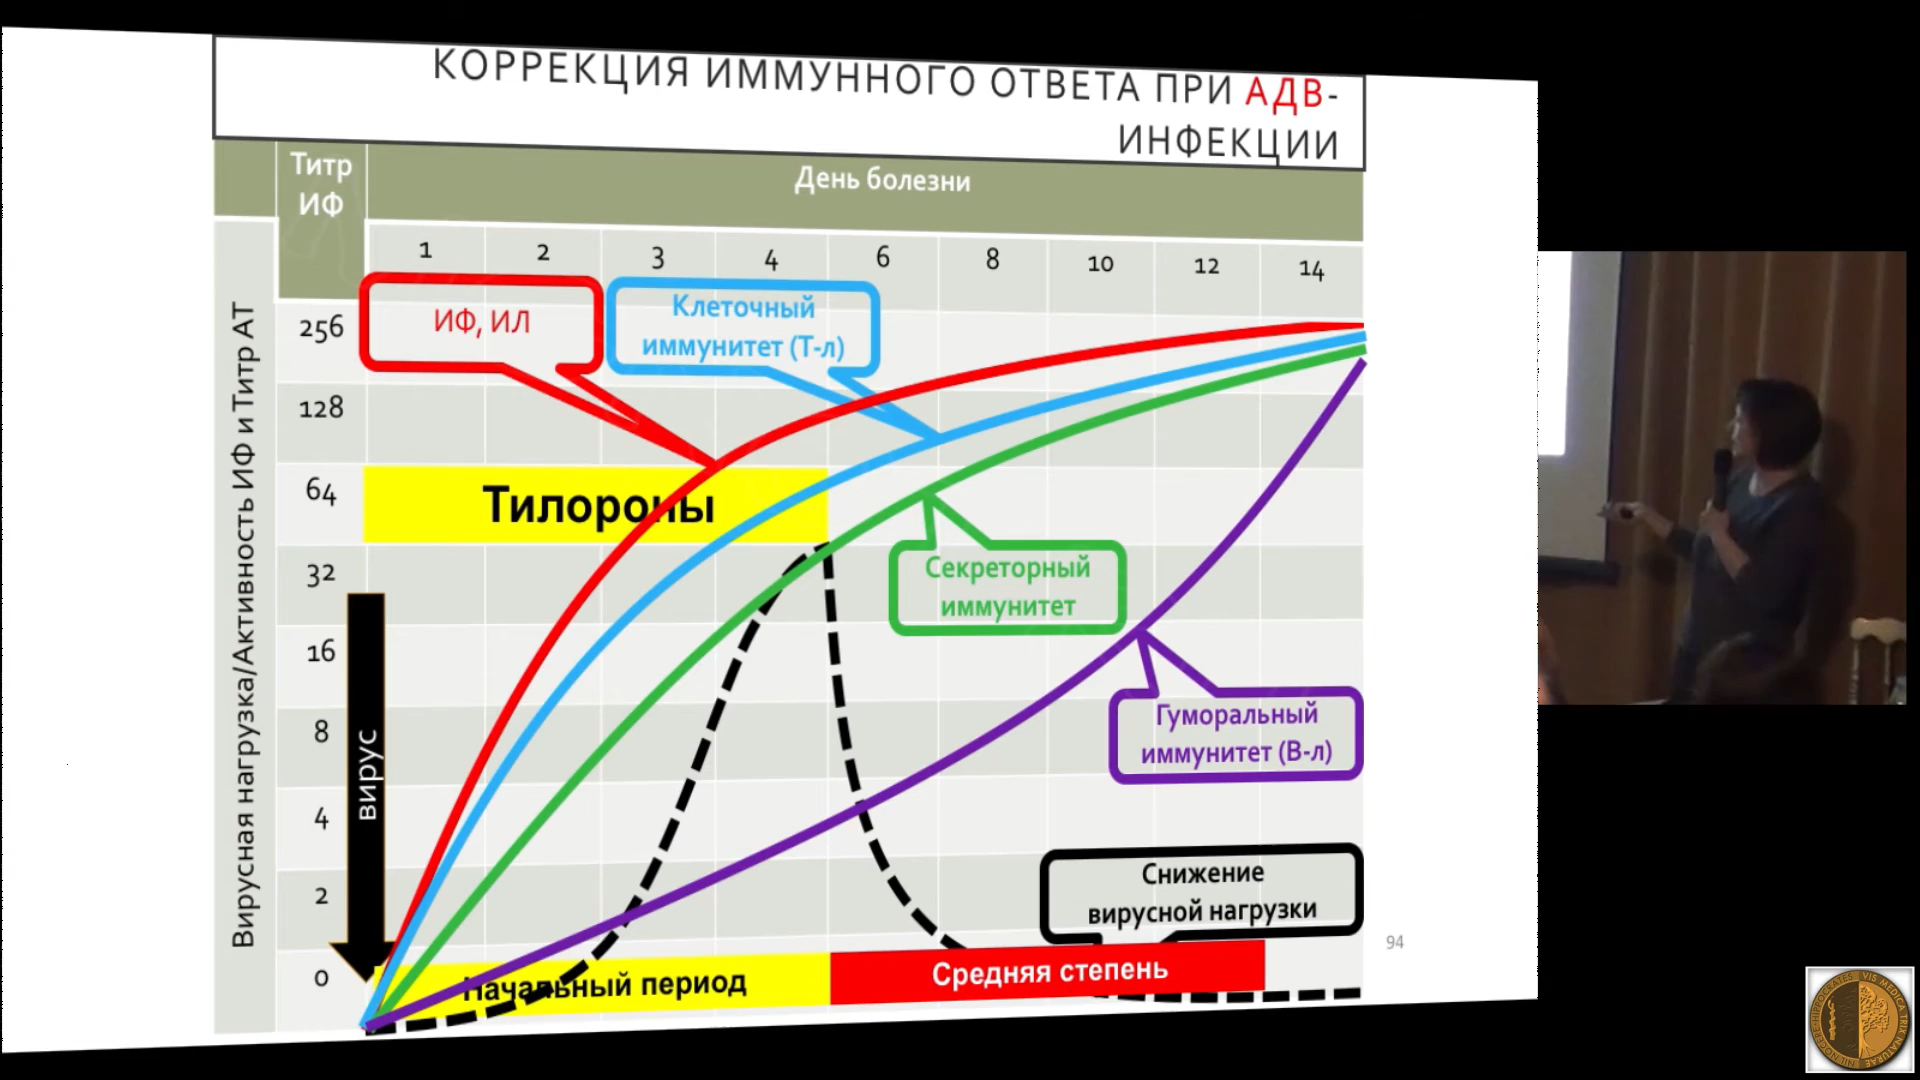 КОРРЕКЦИЯ ИММУННОГО ОТВЕТА ПРИ АДВ-
ИНФЕКЦИИ
Титр
ИФ
День болезни
1 2 3 4 6 8 10 12 14
Вирусная нагрузка/Активность ИФ и Титр АТ
256
128
64
32
16
8
4
2
0
ИФ, ИЛ
Клеточный
иммунитет (Т-л)
Тилороны
Секреторный
иммунитет
вирус
Гуморальный
иммунитет (В-л)
Снижение
вирусной нагрузки
Начальный период
Средняя степень
94